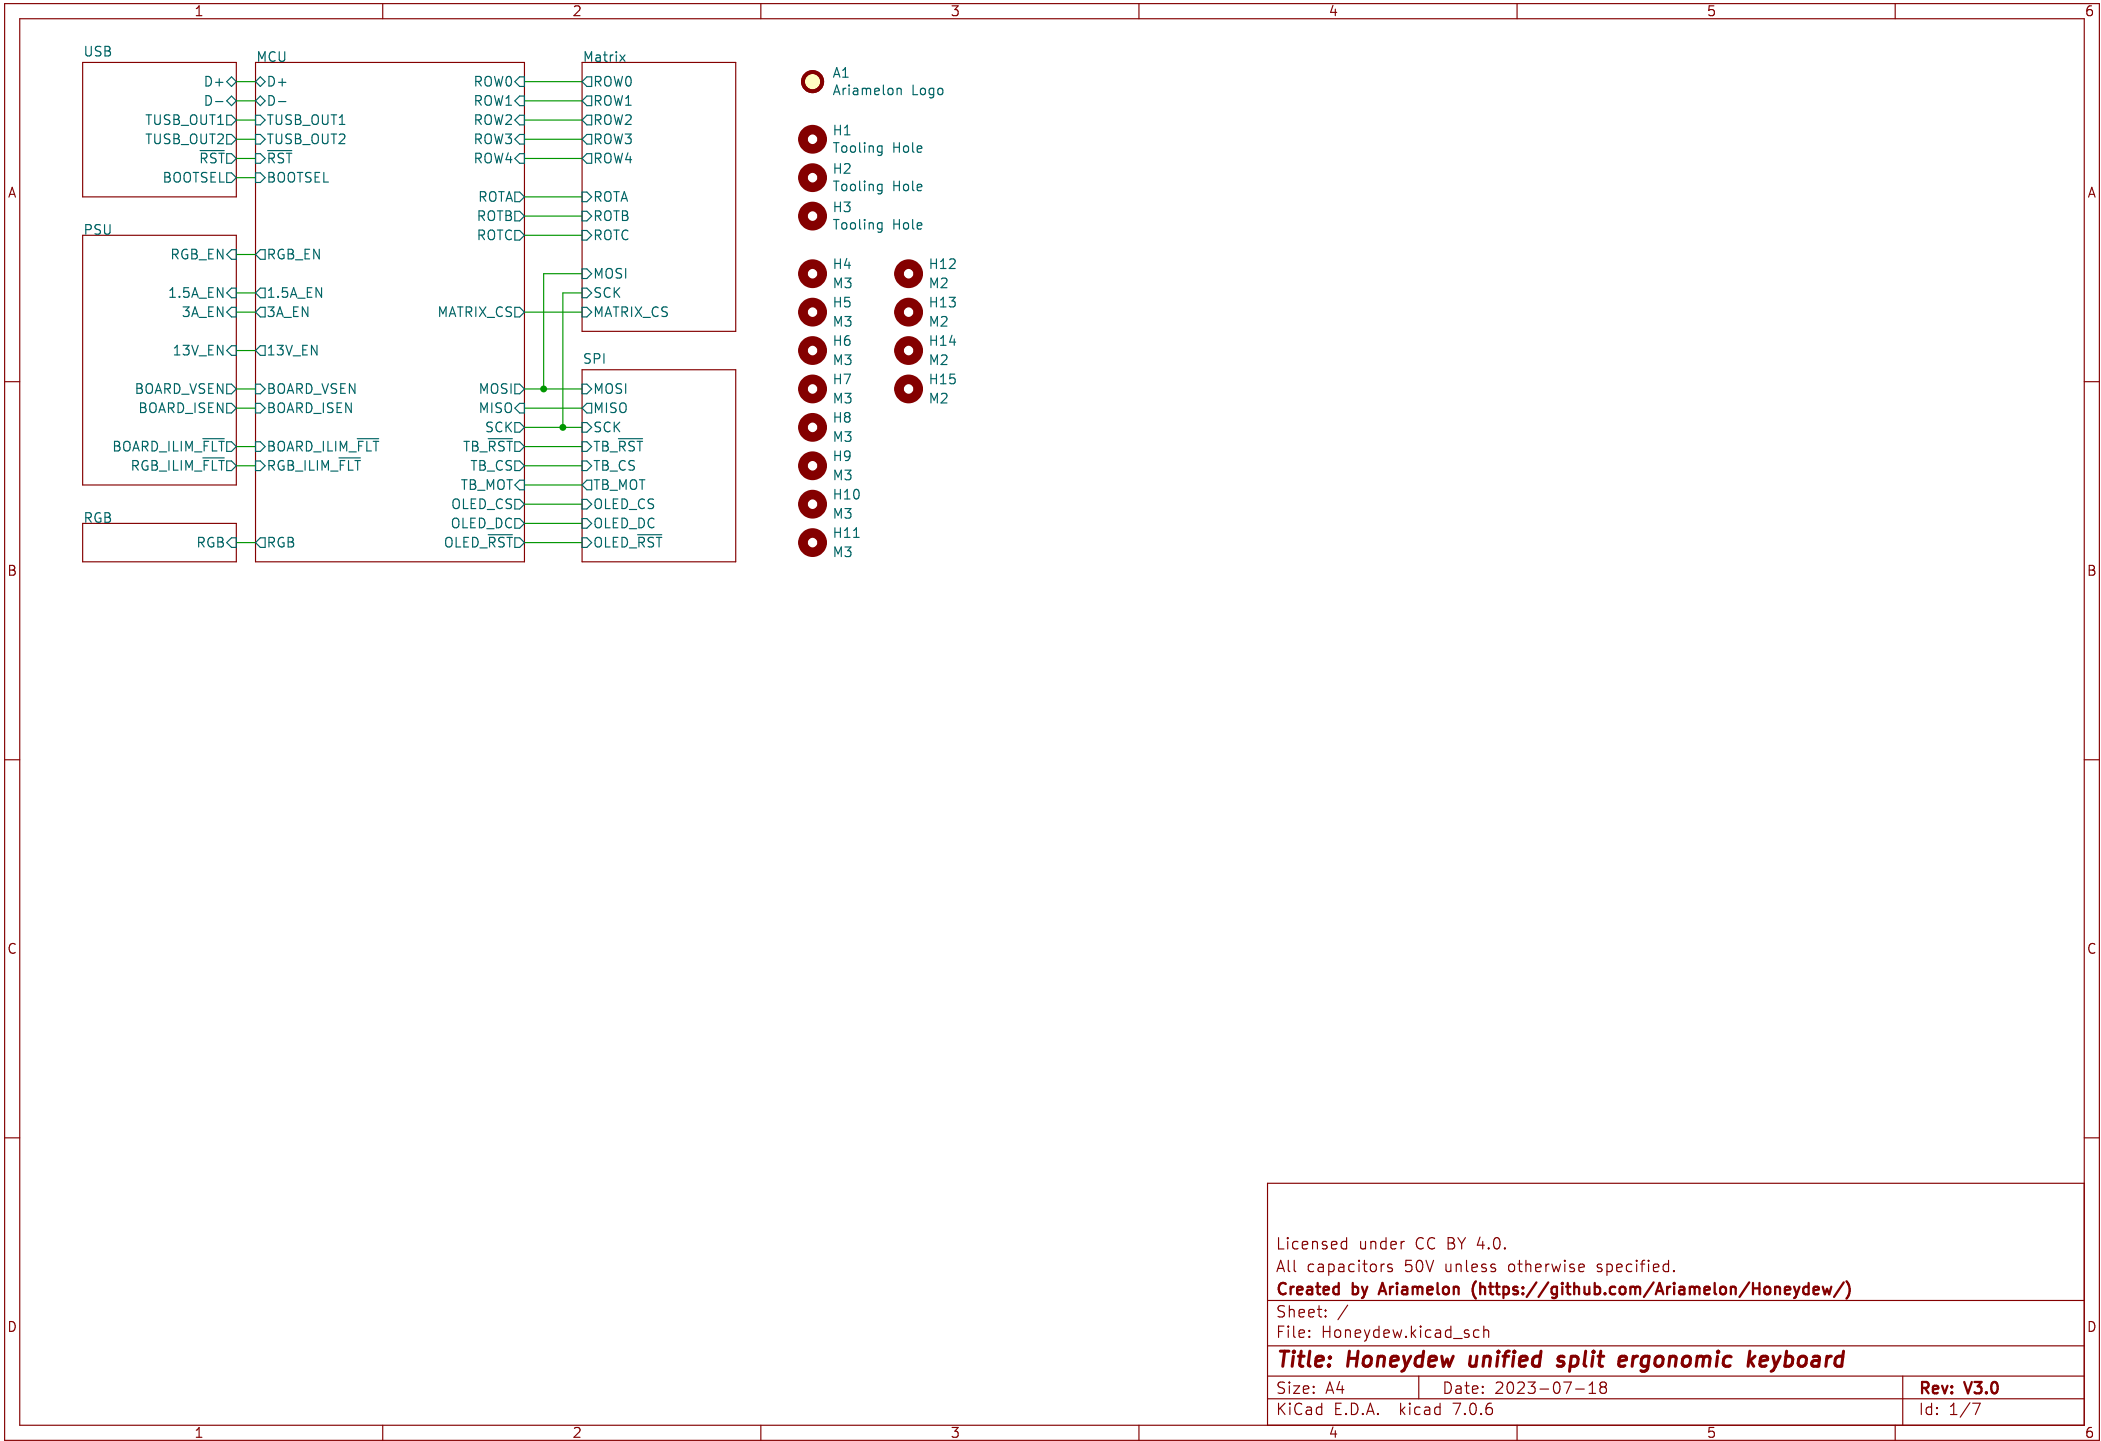 1 2 3 4 5 6
USB
D+
D-
TUSB_OUT1
TUSB_OUT2
RST
BOOTSEL
PSU
RGB_EN
1.5A_EN
3A_EN
13V_EN
BOARD_VSEN
BOARD_ISEN
BOARD_ILIM_FLT
RGB_ILIM_FLT
RGB
RGB
MCU
D+
D-
TUSB_OUT1
TUSB_OUT2
RST
BOOTSEL
RGB_EN
1.5A_EN
3A_EN
13V_EN
BOARD_VSEN
BOARD_ISEN
BOARD_ILIM_FLT
RGB_ILIM_FLT
RGB
ROW0
ROW1
ROW2
ROW3
ROW4
ROTA
ROTB
ROTC
MATRIX_CS
MOSI
MISO
SCK
TB_RST
TB_CS
TB_MOT
OLED_CS
OLED_DC
OLED_RST
Matrix
ROW0
ROW1
ROW2
ROW3
ROW4
ROTA
ROTB
ROTC
MOSI
SCK
MATRIX_CS
SPI
MOSI
MISO
SCK
TB_RST
TB_CS
TB_MOT
OLED_CS
OLED_DC
OLED_RST
A1
Ariamelon Logo
H1
Tooling Hole
H2
Tooling Hole
H3
Tooling Hole
H4
M3
H5
M3
H6
M3
H7
M3
H8
M3
H9
M3
H10
M3
H11
M3
H12
M2
H13
M2
H14
M2
H15
M2
A
B
C
D
A
B
C
D
Licensed under CC BY 4.0.
All capacitors 50V unless otherwise specified.
Created by Ariamelon (https://github.com/Ariamelon/Honeydew/)
Sheet: /
File: Honeydew.kicad_sch
Title: Honeydew unified split ergonomic keyboard
Size: A4 Date: 2023-07-18 Rev: V3.0
KiCad E.D.A. kicad 7.0.6 Id: 1/7
1 2 3 4 5 6